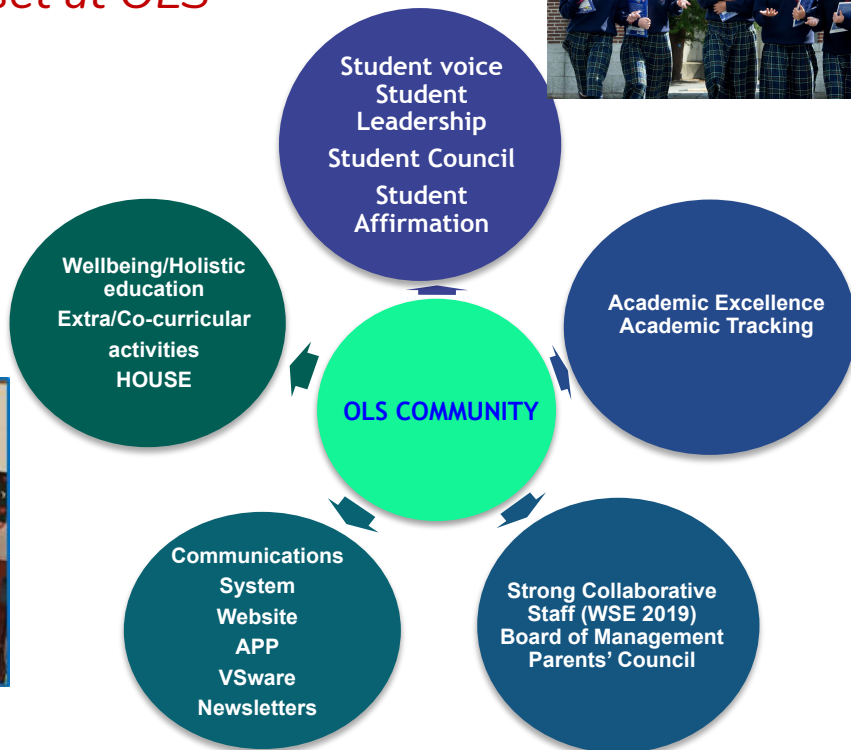 at OLS
Student voice
Student
Leadership
Student Council
Student
Affirmation
Wellbeing/Holistic
education
Extra/Co-curricular
activities
HOUSE
Academic Excellence
Academic Tracking
OLS COMMUNITY
Communications
System
Website
APP
VSware
Newsletters
Strong Collaborative
Staff (WSE 2019)
Board of Management
Parents’ Council